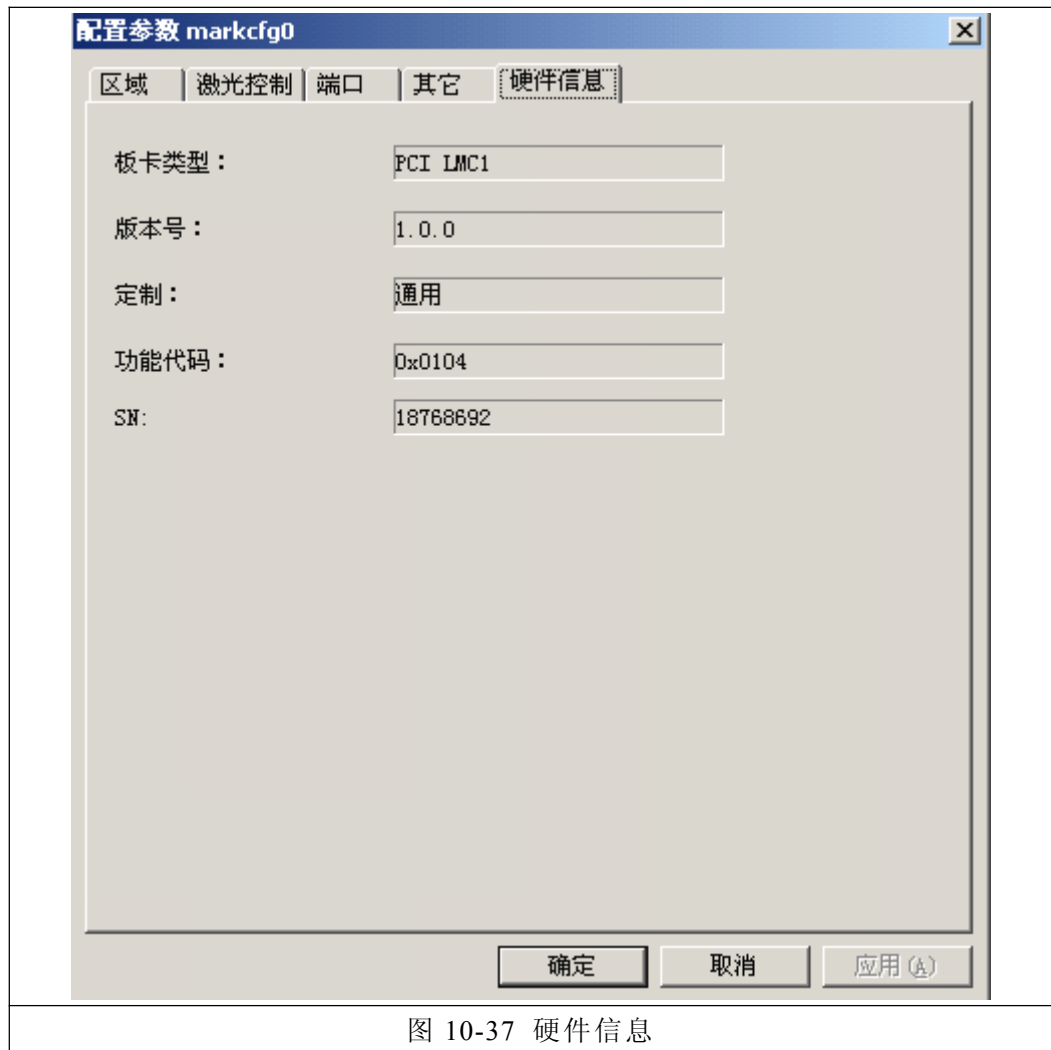 配置参数 markcfg0
区域 激光控制 端口 其它 硬件信息
板卡类型： PCI LMC1
版本号： 1.0.0
定制： 通用
功能代码： 0x0104
SN: 18768692
确定 取消 应用(A)
图 10-37 硬件信息